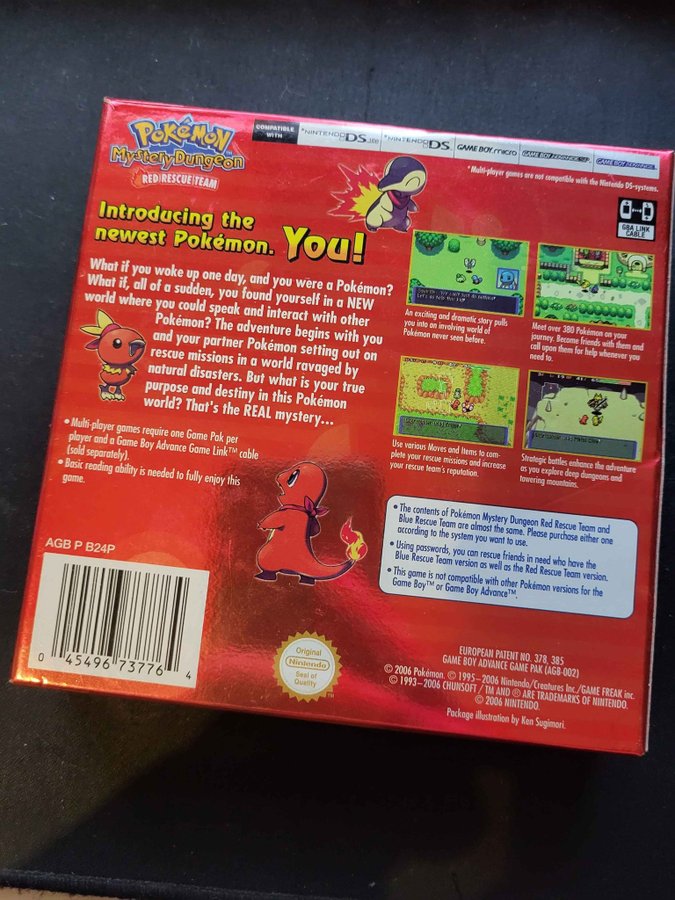 POKéMON
Mystery Dungeon
RED RESCUE TEAM
COMPATIBLE WITH
NINTENDO DS Lite
NINTENDO DS
GAME BOY micro
GAME BOY ADVANCE SP
GAME BOY ADVANCE
*Multi-player games are not compatible with the Nintendo DS-systems.
GBA LINK
CABLE
Introducing the
newest Pokémon. You!
What if you woke up one day, and you were a Pokémon?
What if, all of a sudden, you found yourself in a NEW
world where you could speak and interact with other
Pokémon? The adventure begins with you
and your partner Pokémon setting out on
rescue missions in a world ravaged by
natural disasters. But what is your true
purpose and destiny in this Pokémon
world? That's the REAL mystery...
• Multi-player games require one Game Pak per
player and a Game Boy Advance Game Link™ cable
(sold separately).
• Basic reading ability is needed to fully enjoy this
game.
An exciting and dramatic story pulls
you into an involving world of
Pokémon never seen before.
Meet over 380 Pokémon on your
journey. Become friends with them and
call upon them for help whenever you
need to.
Use various Moves and Items to com-
plete your rescue missions and increase
your rescue team's reputation.
Strategic battles enhance the adventure
as you explore deep dungeons and
towering mountains.
• The contents of Pokémon Mystery Dungeon Red Rescue Team and
Blue Rescue Team are almost the same. Please purchase either one
according to the system you want to use.
• Using passwords, you can rescue friends in need who have the
Blue Rescue Team version as well as the Red Rescue Team version.
• This game is not compatible with other Pokémon versions for the
Game Boy™ or Game Boy Advance™.
AGB P B24P
0 45496 73776 4
Original
Nintendo
Seal of
Quality
TM
EUROPEAN PATENT NO. 378, 385
GAME BOY ADVANCE GAME PAK (AGB-002)
© 2006 Pokémon. © 1995–2006 Nintendo/Creatures Inc./GAME FREAK inc.
© 1993–2006 CHUNSOFT / TM AND ® ARE TRADEMARKS OF NINTENDO.
© 2006 NINTENDO.
Package illustration by Ken Sugimori.